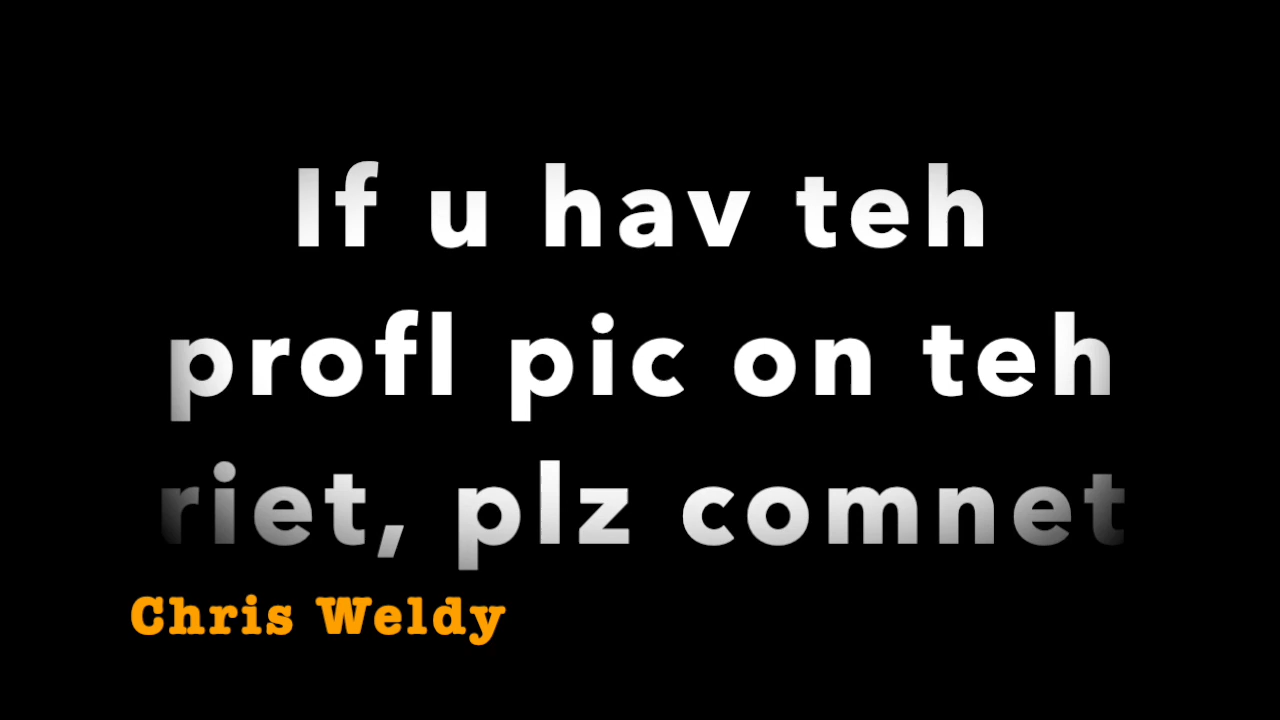 If u hav teh
profl pic on teh
riet, plz comnet
Chris Weldy